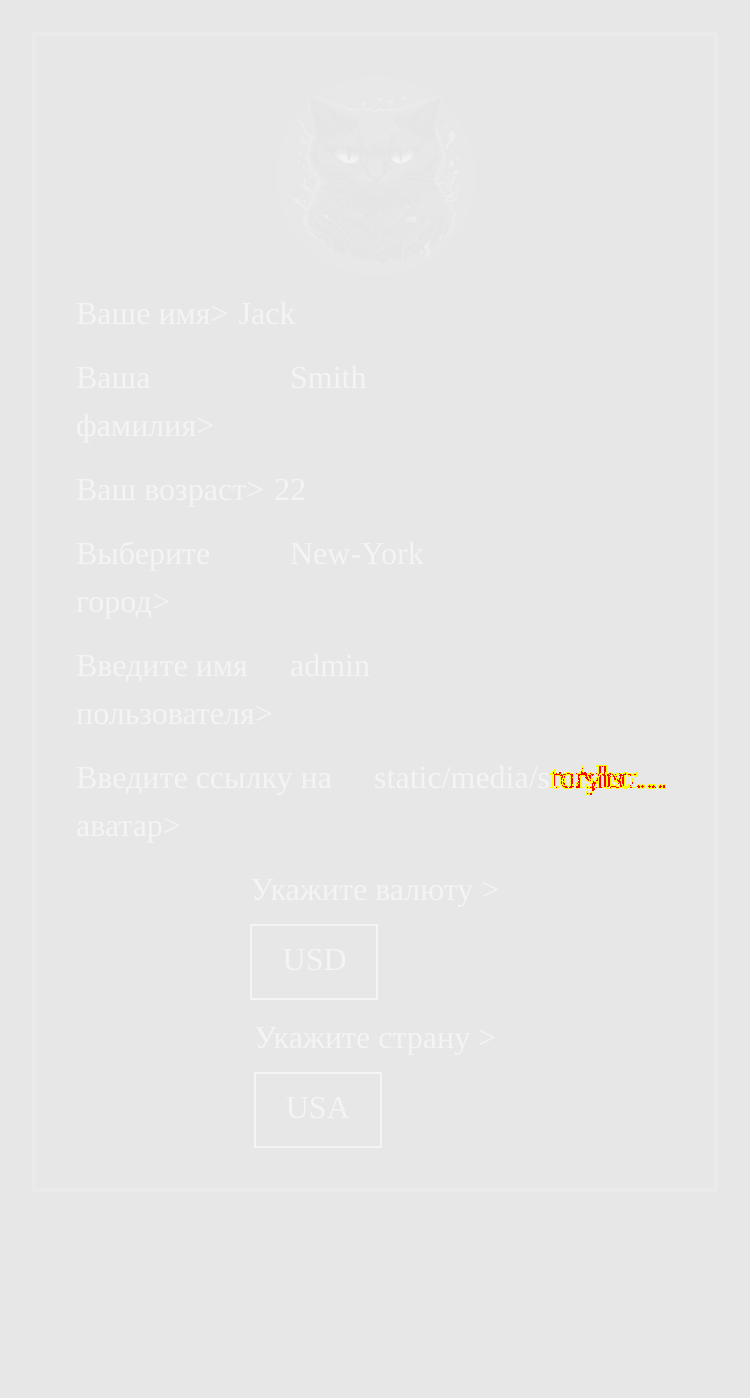 Ваше имя> Jack
Ваша Smith
фамилия>
Ваш возраст> 22
Выберите New-York
город>
Введите имя admin
пользователя>
Введите ссылку на static/media/s
аватар>
Укажите валюту >
USD
Укажите страну >
USA